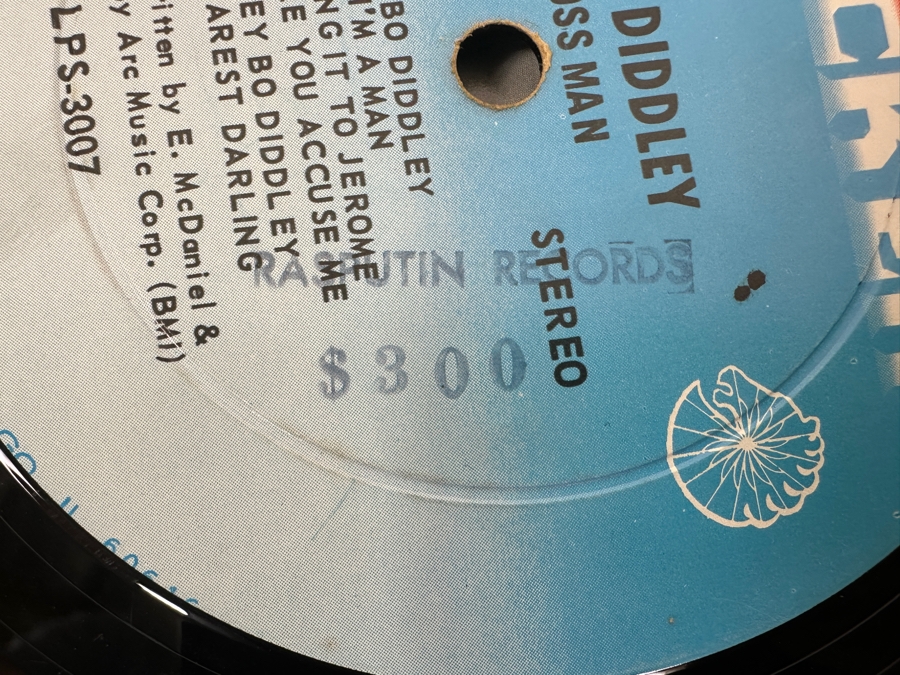 DIDDLEY
OSS MAN
STEREO
BO DIDDLEY
I'M A MAN
NG IT TO JEROME
E YOU ACCUSE ME
EY BO DIDDLEY
AREST DARLING
itten by E. McDaniel &
y Arc Music Corp. (BMI)
LPS-3007
RASPUTIN RECORDS
$300